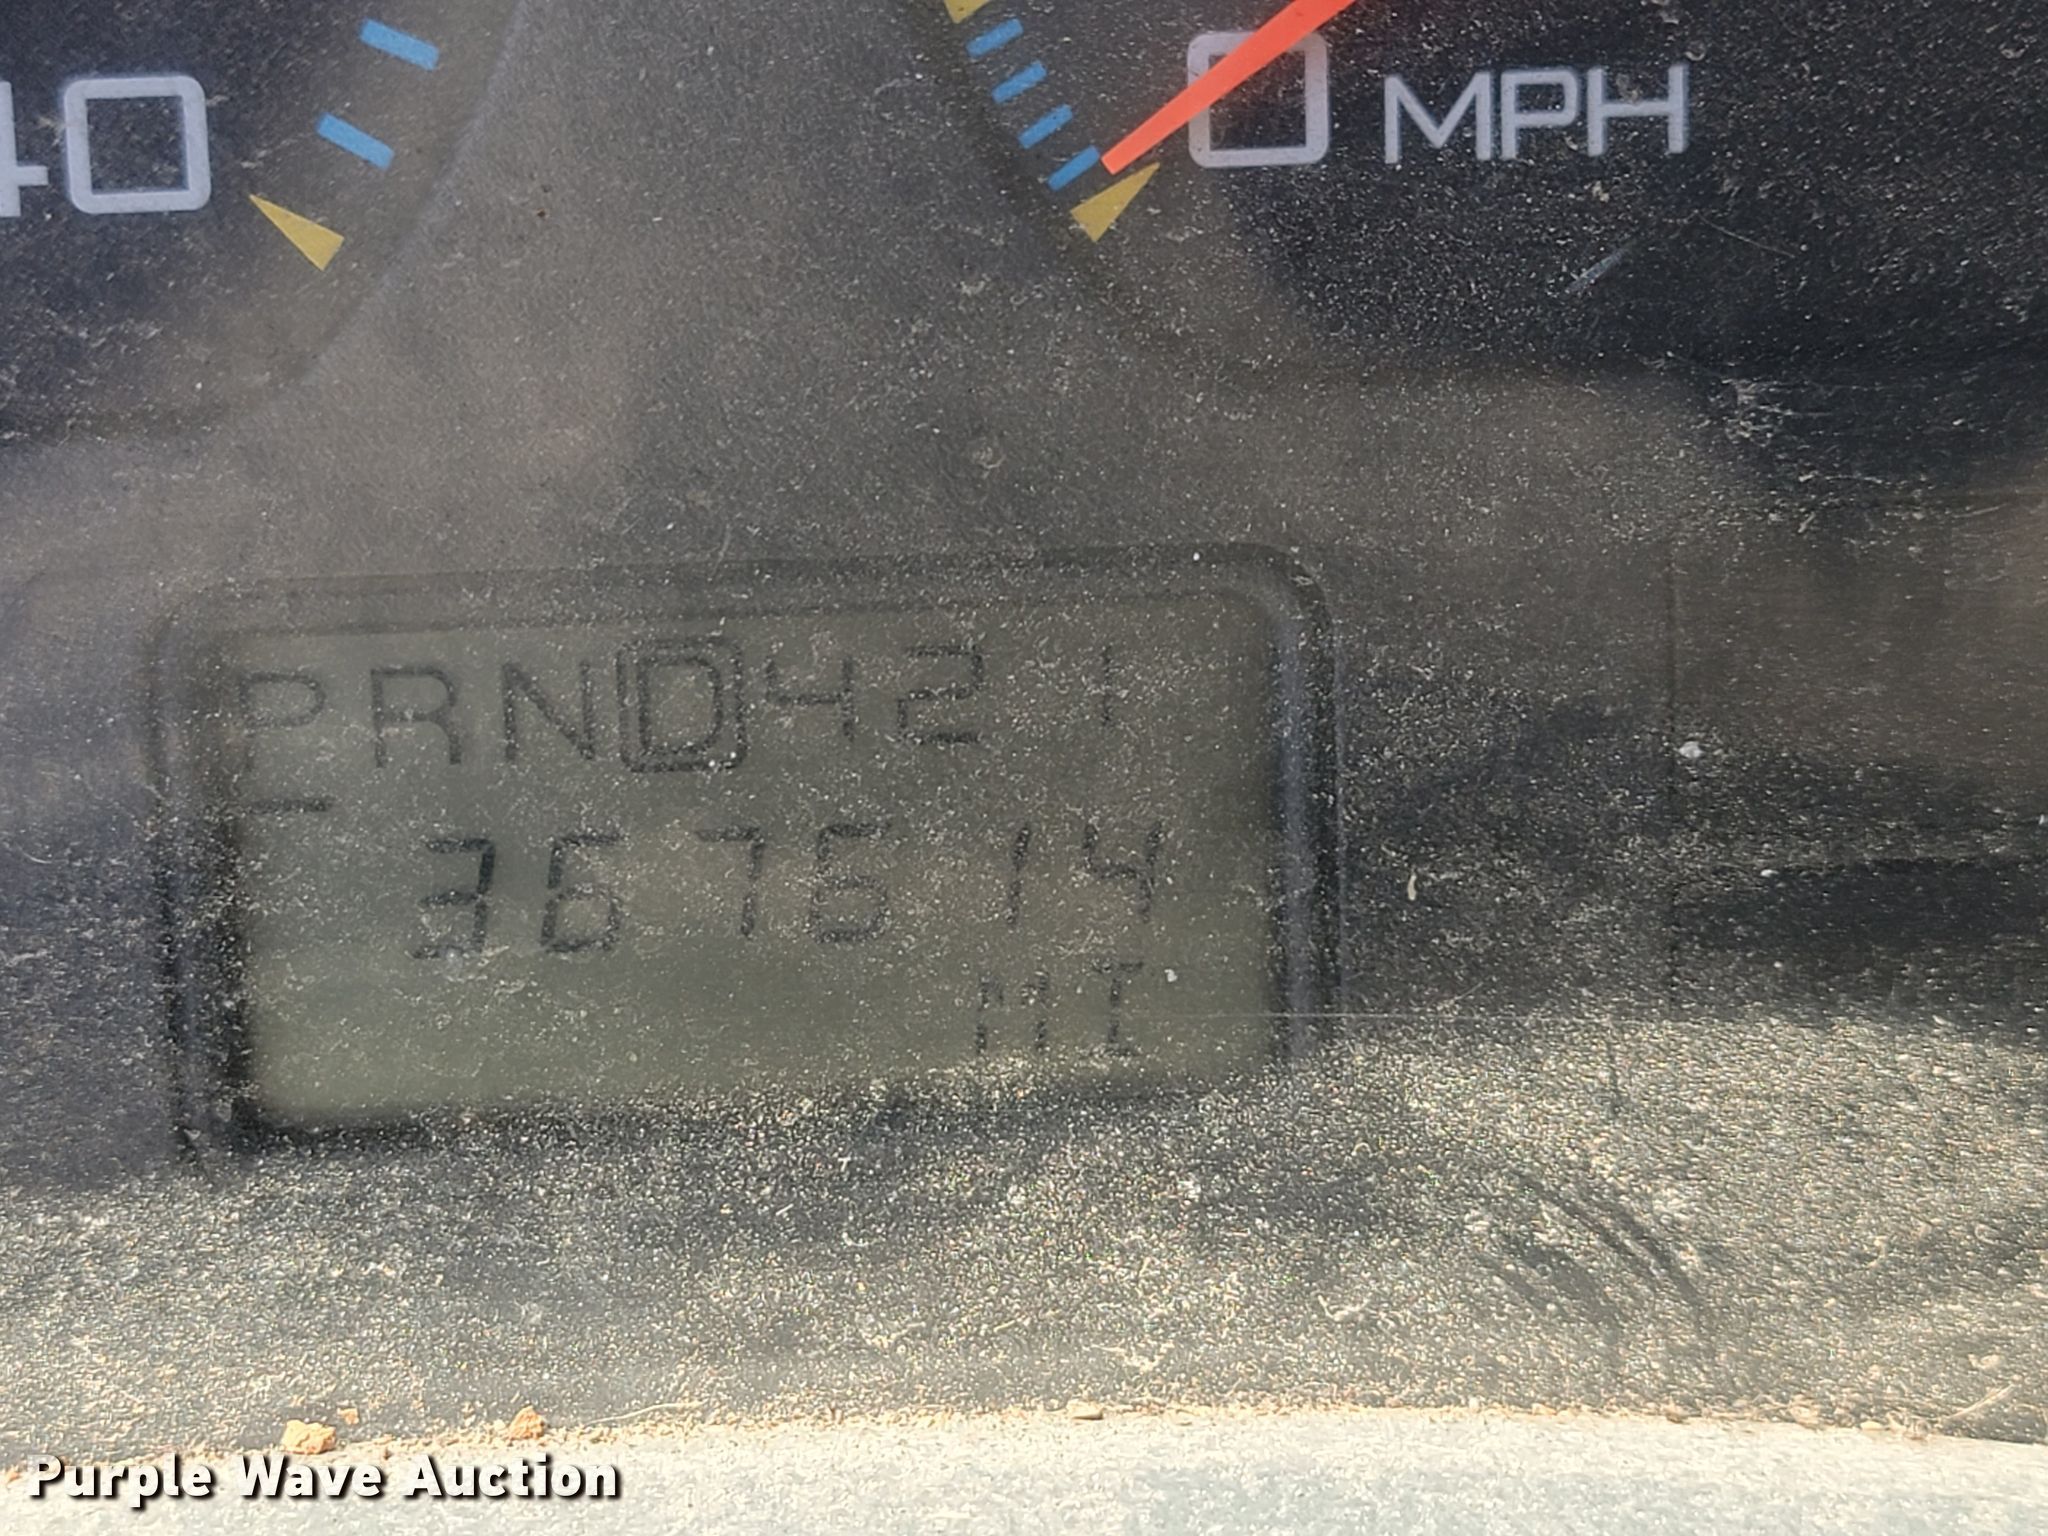 40
0 MPH
PRND421
367614
MI
Purple Wave Auction